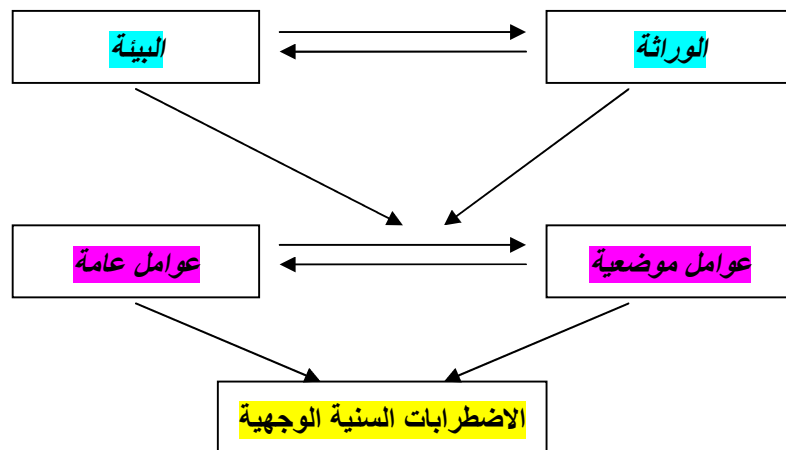 الوراثة
البيئة
عوامل موضعية
عوامل عامة
الاضطرابات السنية الوجهية